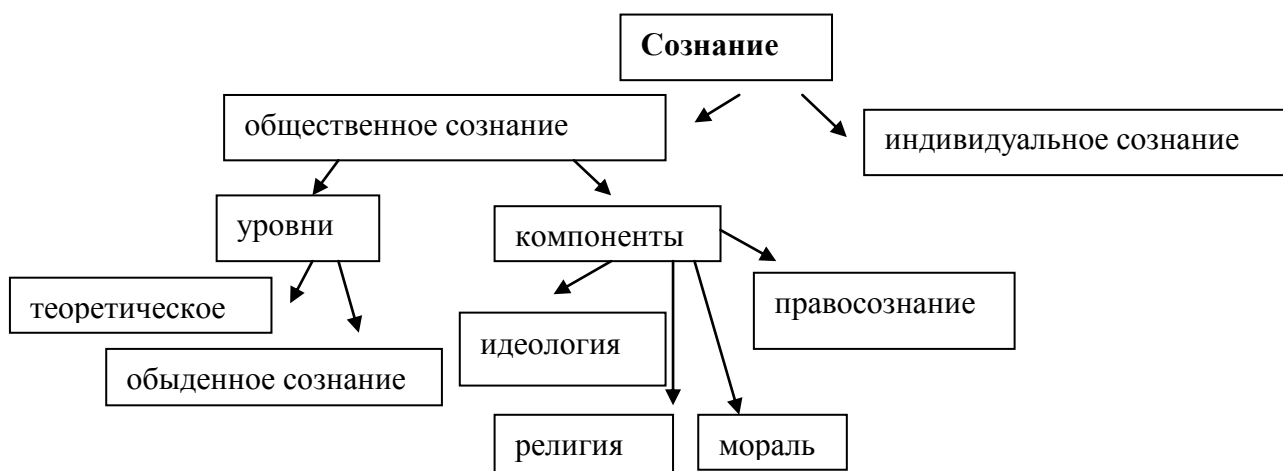 Сознание
общественное сознание
индивидуальное сознание
уровни
компоненты
теоретическое
правосознание
идеология
обыденное сознание
религия
мораль